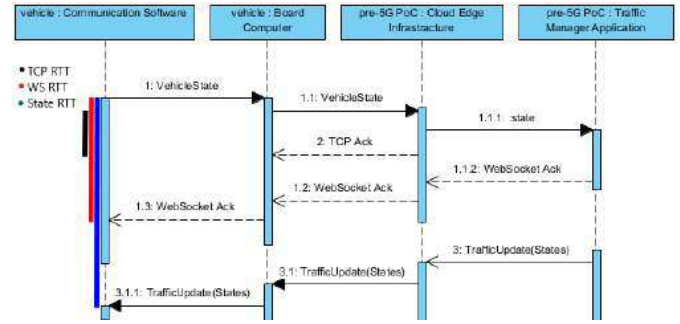 vehicle : Communication Software
vehicle : Board
Computer
pre-5G PoC : Cloud Edge
Infrastracture
pre-5G PoC : Traffic
Manager Application
• TCP RTT
• WS RTT
• State RTT
1: VehicleState
1.1: VehicleState
1.1.1: :state
2: TCP Ack
1.1.2: WebSocket Ack
1.2: WebSocket Ack
1.3: WebSocket Ack
3: TrafficUpdate(States)
3.1: TrafficUpdate(States)
3.1.1: TrafficUpdate(States)